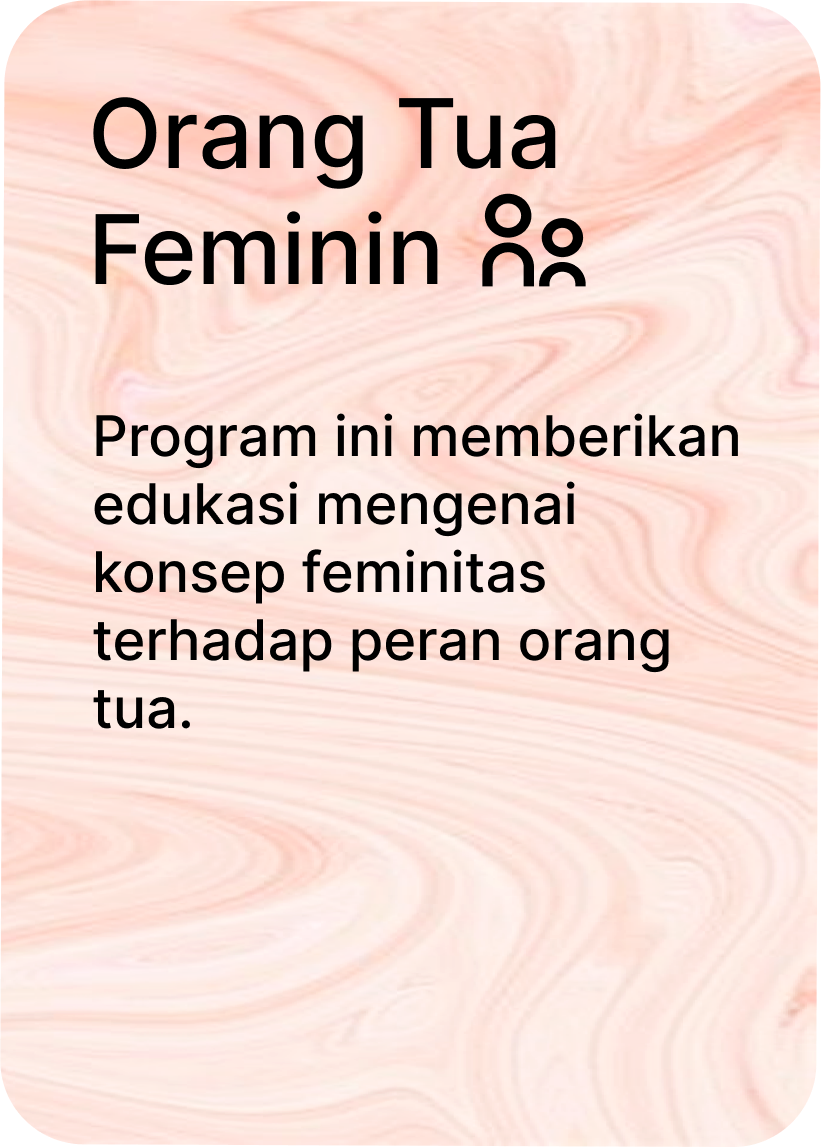 Orang Tua
Feminin
Program ini memberikan
edukasi mengenai
konsep feminitas
terhadap peran orang
tua.